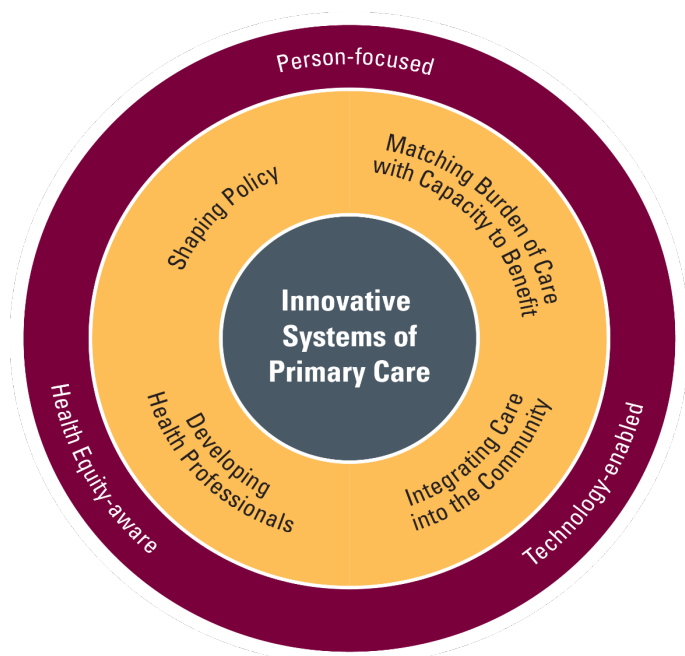 Person-focused
Matching Burden of Care
with Capacity to Benefit
Shaping Policy
Innovative
Systems of
Primary Care
Developing
Health Professionals
Integrating Care
into the Community
Health Equity-aware
Technology-enabled